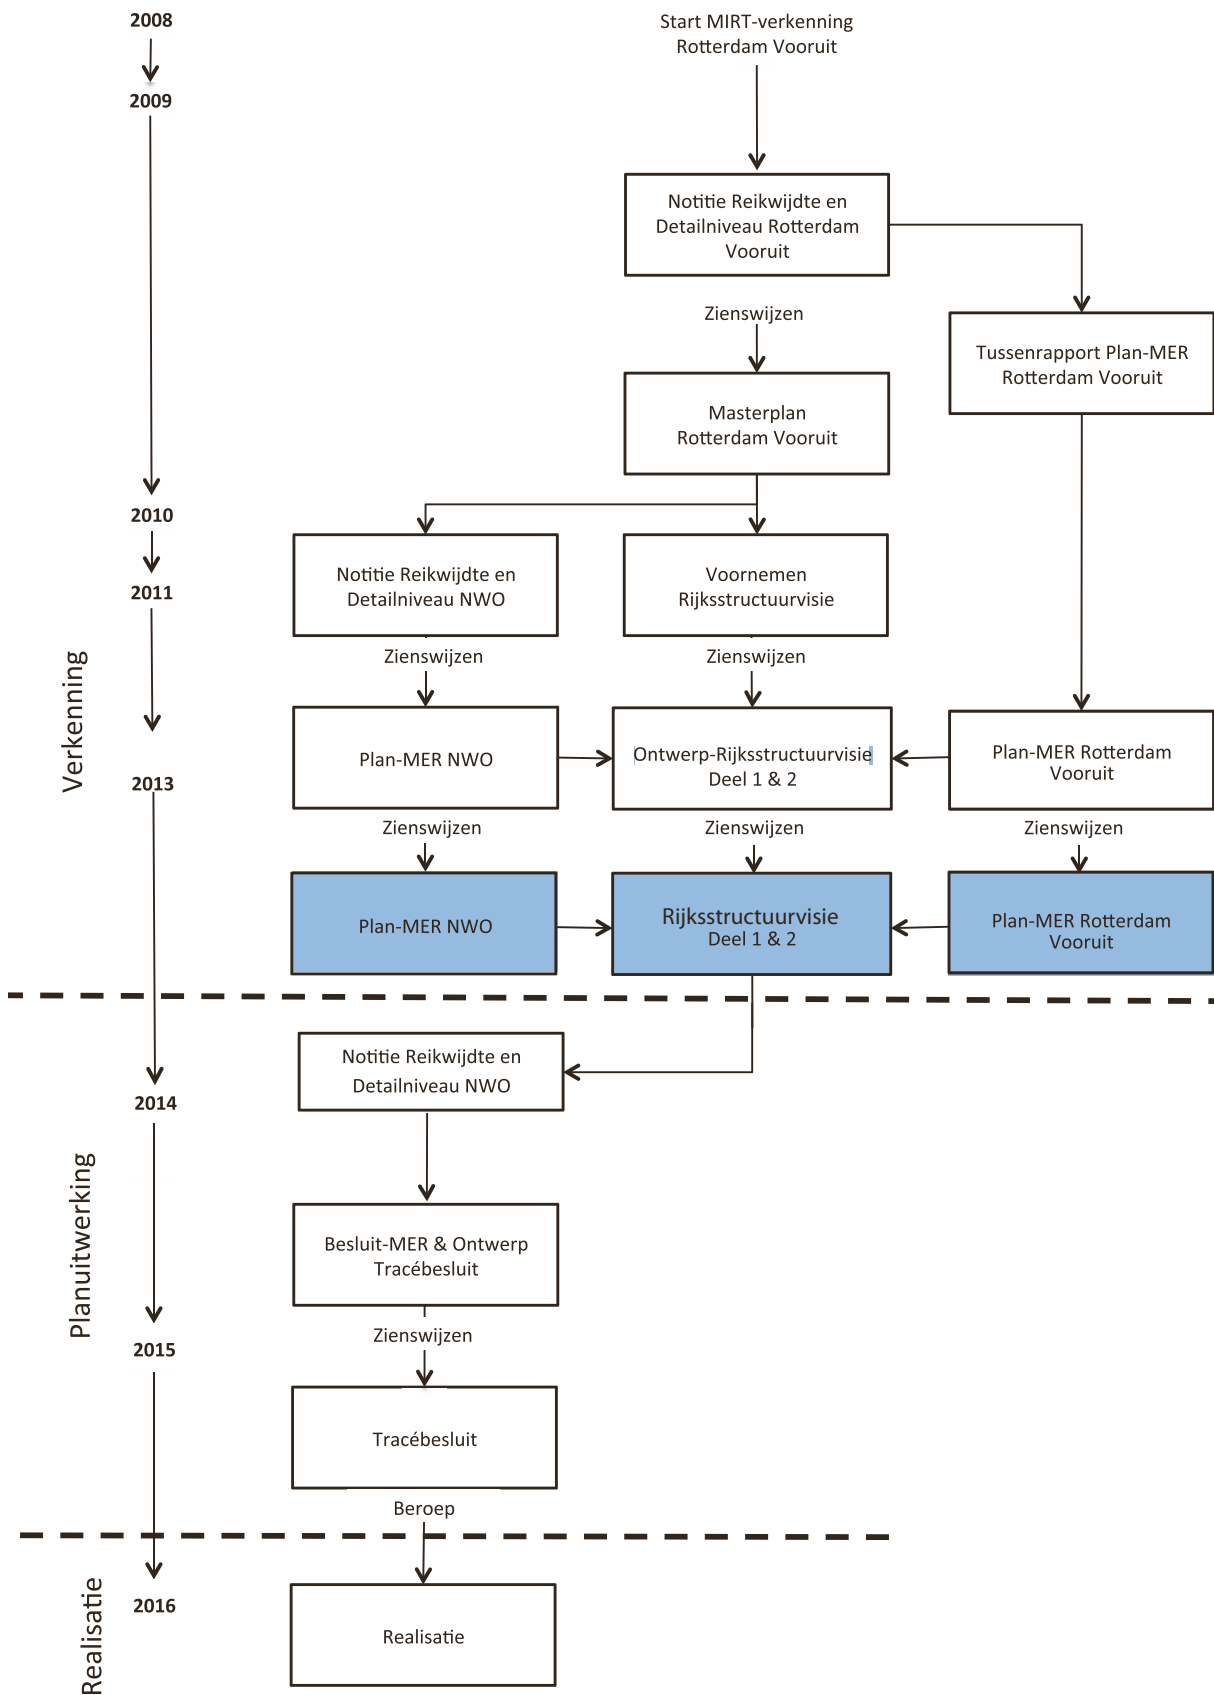 2008
Start MIRT-verkenning
Rotterdam Vooruit
2009
Notitie Reikwijdte en
Detailniveau Rotterdam
Vooruit
Zienswijzen
Tussenrapport Plan-MER
Rotterdam Vooruit
Masterplan
Rotterdam Vooruit
2010
Notitie Reikwijdte en
Detailniveau NWO
Voornemen
Rijksstructuurvisie
2011
Zienswijzen
Zienswijzen
Verkenning
Plan-MER NWO
Ontwerp-Rijksstructuurvisie
Deel 1 & 2
Plan-MER Rotterdam
Vooruit
2013
Zienswijzen
Zienswijzen
Zienswijzen
Plan-MER NWO
Rijksstructuurvisie
Deel 1 & 2
Plan-MER Rotterdam
Vooruit
Notitie Reikwijdte en
Detailniveau NWO
2014
Planuitwerking
Besluit-MER & Ontwerp
Tracébesluit
Zienswijzen
2015
Tracébesluit
Beroep
Realisatie
2016
Realisatie